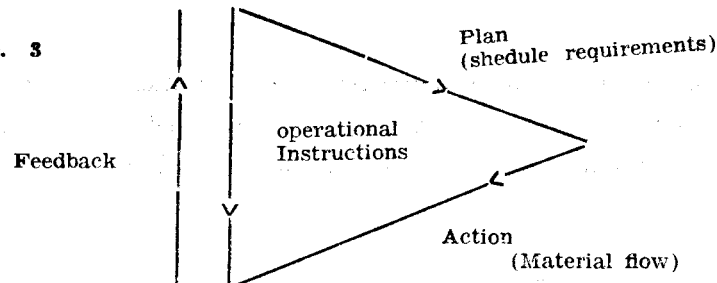 . 3
Plan
(shedule requirements)
operational
Instructions
Feedback
Action
(Material flow)